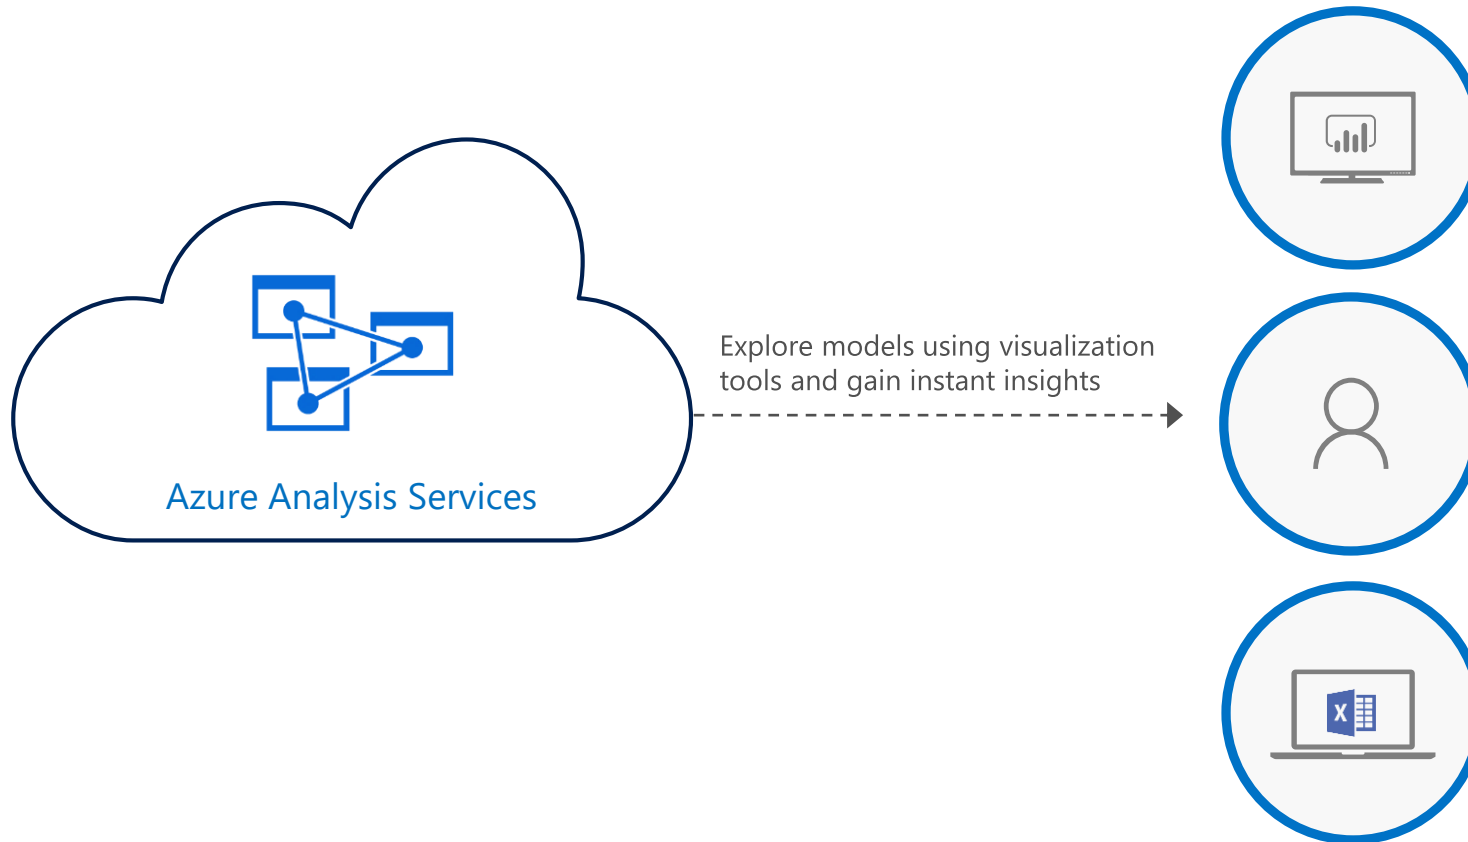 Explore models using visualization
tools and gain instant insights
Azure Analysis Services
X